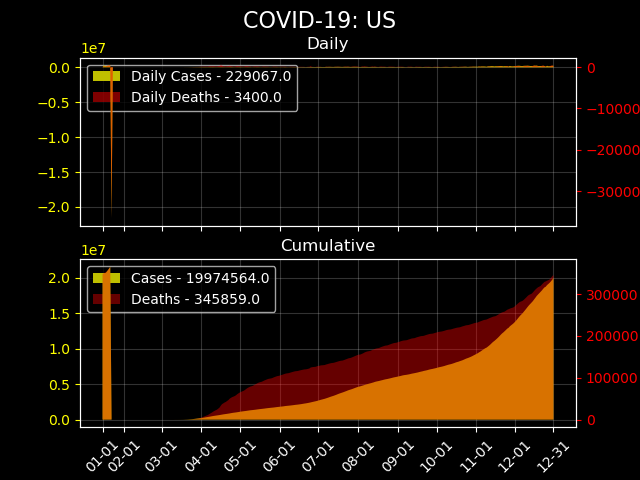 COVID-19: US
Daily
1e7
0.0
−0.5
−1.0
−1.5
−2.0
Daily Cases - 229067.0
Daily Deaths - 3400.0
0
−10000
−20000
−30000
Cumulative
1e7
2.0
1.5
1.0
0.5
0.0
Cases - 19974564.0
Deaths - 345859.0
300000
200000
100000
0
01-01 02-01 03-01 04-01 05-01 06-01 07-01 08-01 09-01 10-01 11-01 12-01 12-31